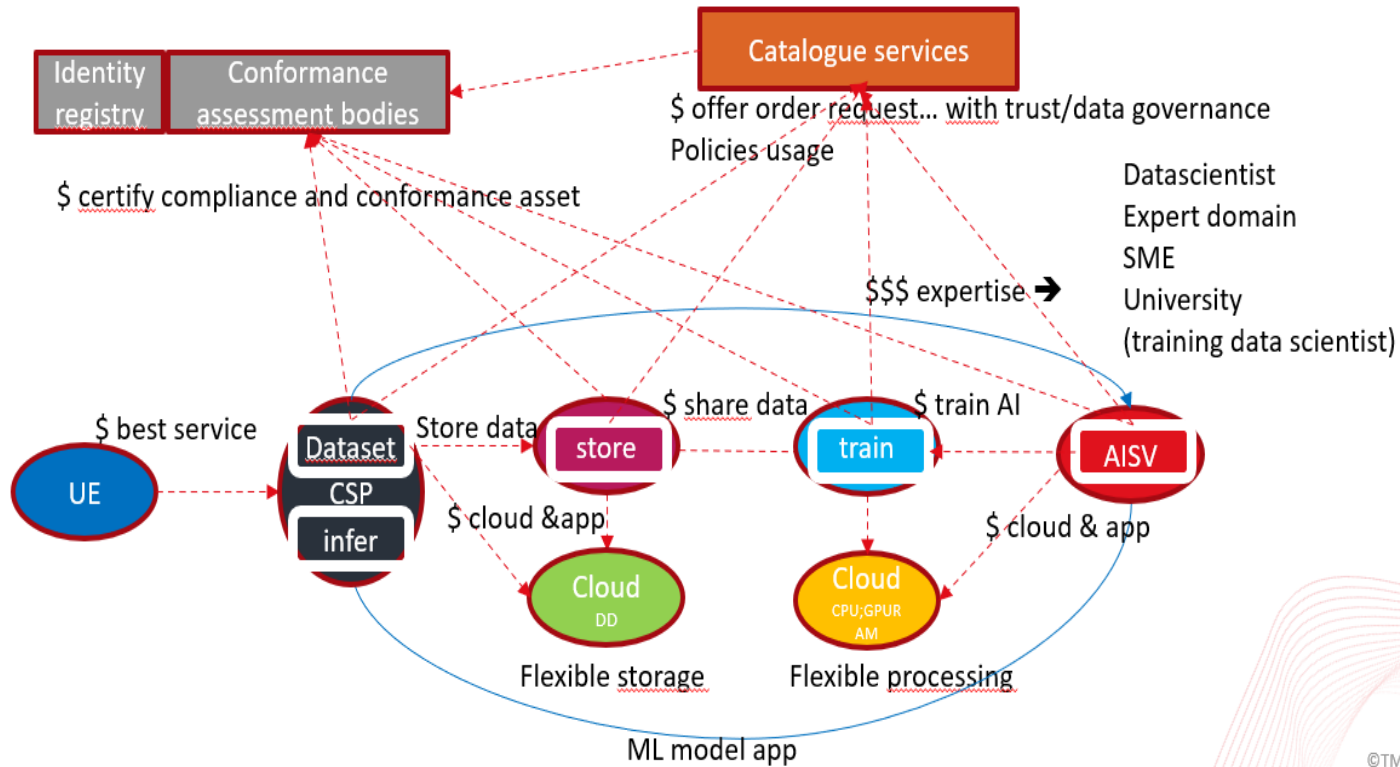 Identity
registry
Conformance
assessment bodies
Catalogue services
$ offer order request... with trust/data governance
Policies usage
$ certify compliance and conformance asset
Datascientist
Expert domain
SME
University
(training data scientist)
$$$ expertise ➔
$ best service
Store data
$ share data
$ train AI
UE
Dataset
CSP
infer
store
train
AISV
$ cloud &app
$ cloud & app
Cloud
DD
Cloud
CPU;GPUR
AM
Flexible storage
Flexible processing
ML model app
©TM